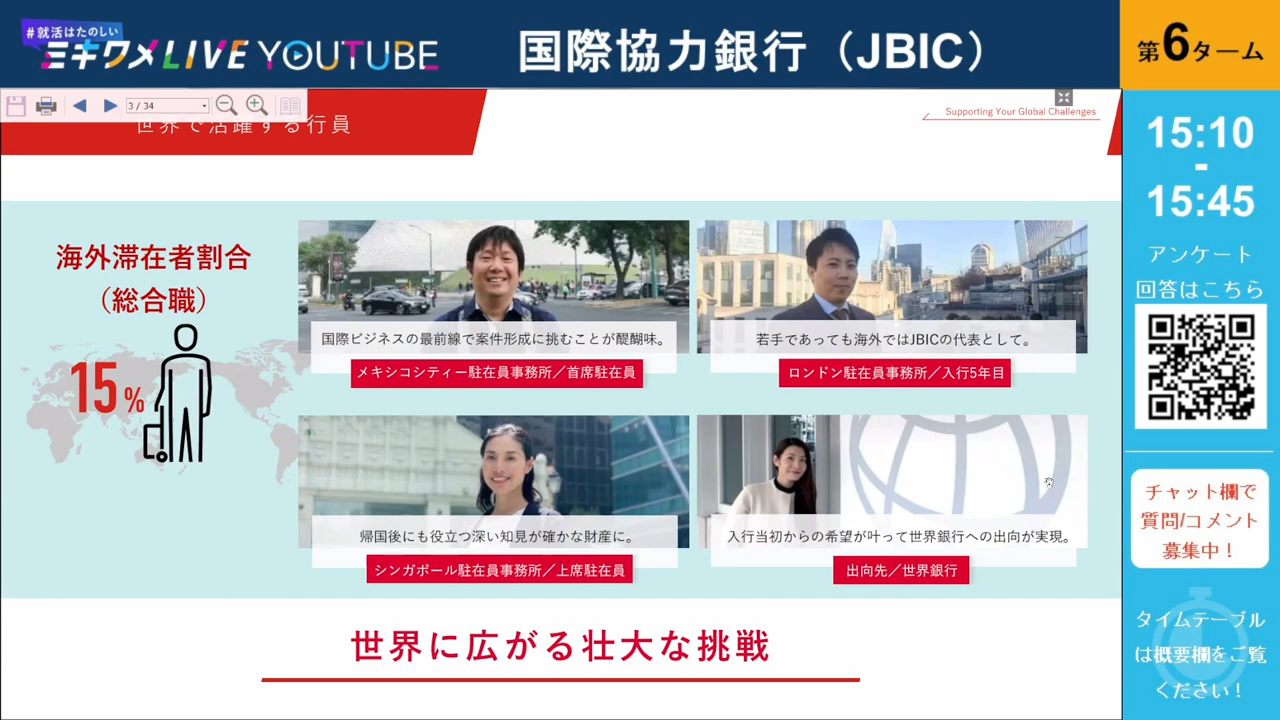 #就活はたのしい
ミキワメLIVE YOUTUBE
国際協力銀行（JBIC）
第6ターム
3 / 34
世界で活躍する行員
Supporting Your Global Challenges
15:10
-
15:45
アンケート
回答はこちら
チャット欄で
質問/コメント
募集中！
タイムテーブル
は概要欄をご覧
ください！
海外滞在者割合
（総合職）
15%
国際ビジネスの最前線で案件形成に挑むことが醍醐味。
メキシコシティー駐在員事務所／首席駐在員
若手であっても海外ではJBICの代表として。
ロンドン駐在員事務所／入行5年目
帰国後にも役立つ深い知見が確かな財産に。
シンガポール駐在員事務所／上席駐在員
入行当初からの希望が叶って世界銀行への出向が実現。
出向先／世界銀行
世界に広がる壮大な挑戦